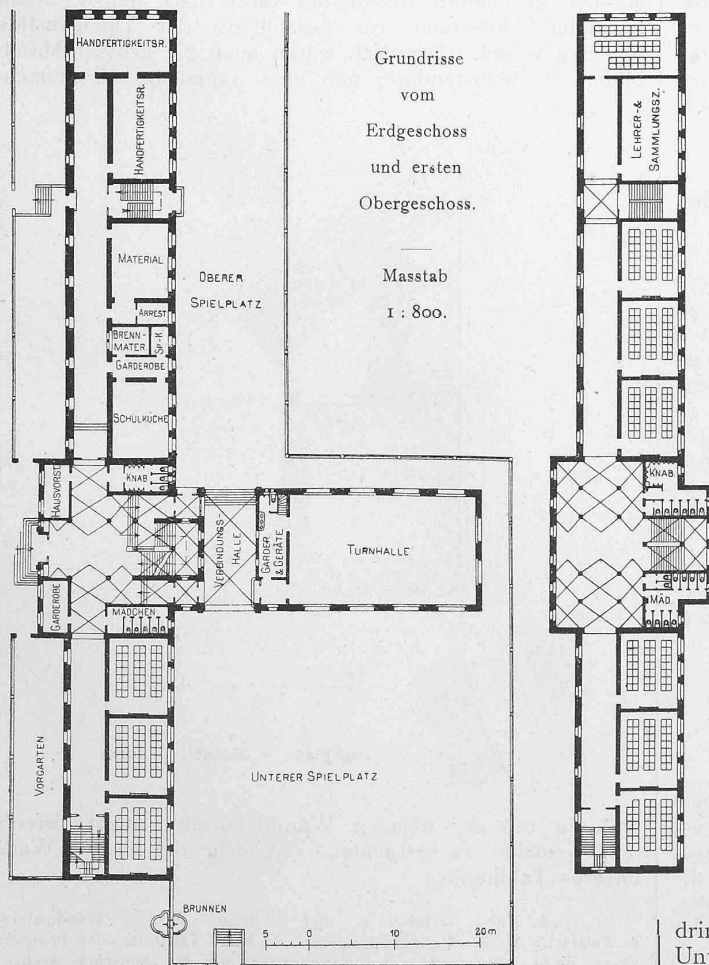 Grundrisse
vom
Erdgeschoss
und ersten
Obergeschoss.
Masstab
1 : 800.
HANDFERTIGKEITSR.
HANDFERTIGKEITSR.
MATERIAL
ARREST
BRENN-
MATER.
SP.-K.
GARDEROBE
SCHULKÜCHE
OBERER
SPIELPLATZ
HAUSVORST.
KNAB.
VERBINDUNGS-
HALLE
GARDER.
& GERÄTE
TURNHALLE
GARDEROBE
MÄDCHEN
VORGARTEN
UNTERER SPIELPLATZ
BRUNNEN
5 0 10 20 m
LEHRER- &
SAMMLUNGSZ.
KNAB.
MÄD.